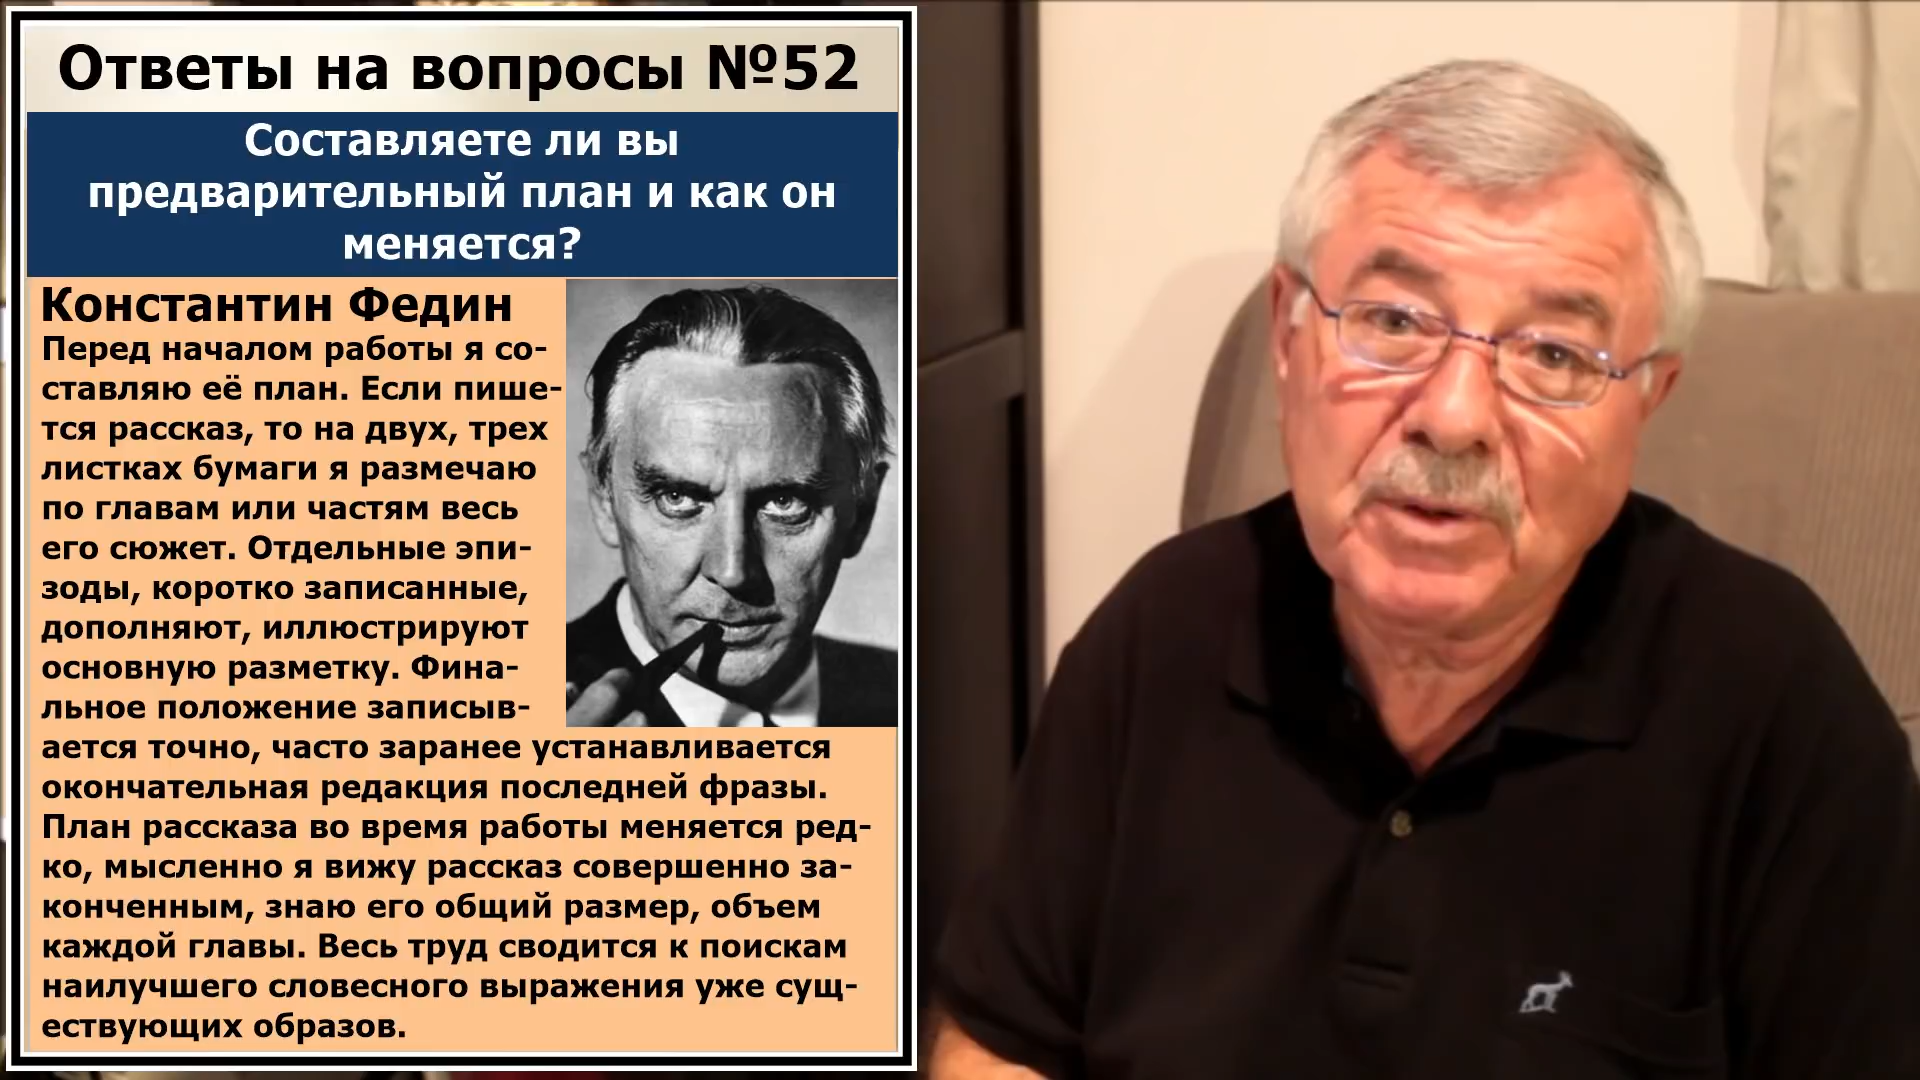 Ответы на вопросы №52
Составляете ли вы
предварительный план и как он
меняется?
Константин Федин
Перед началом работы я со-
ставляю её план. Если пише-
тся рассказ, то на двух, трех
листках бумаги я размечаю
по главам или частям весь
его сюжет. Отдельные эпи-
зоды, коротко записанные,
дополняют, иллюстрируют
основную разметку. Фина-
льное положение записыв-
ается точно, часто заранее устанавливается
окончательная редакция последней фразы.
План рассказа во время работы меняется ред-
ко, мысленно я вижу рассказ совершенно за-
конченным, знаю его общий размер, объем
каждой главы. Весь труд сводится к поискам
наилучшего словесного выражения уже сущ-
ествующих образов.